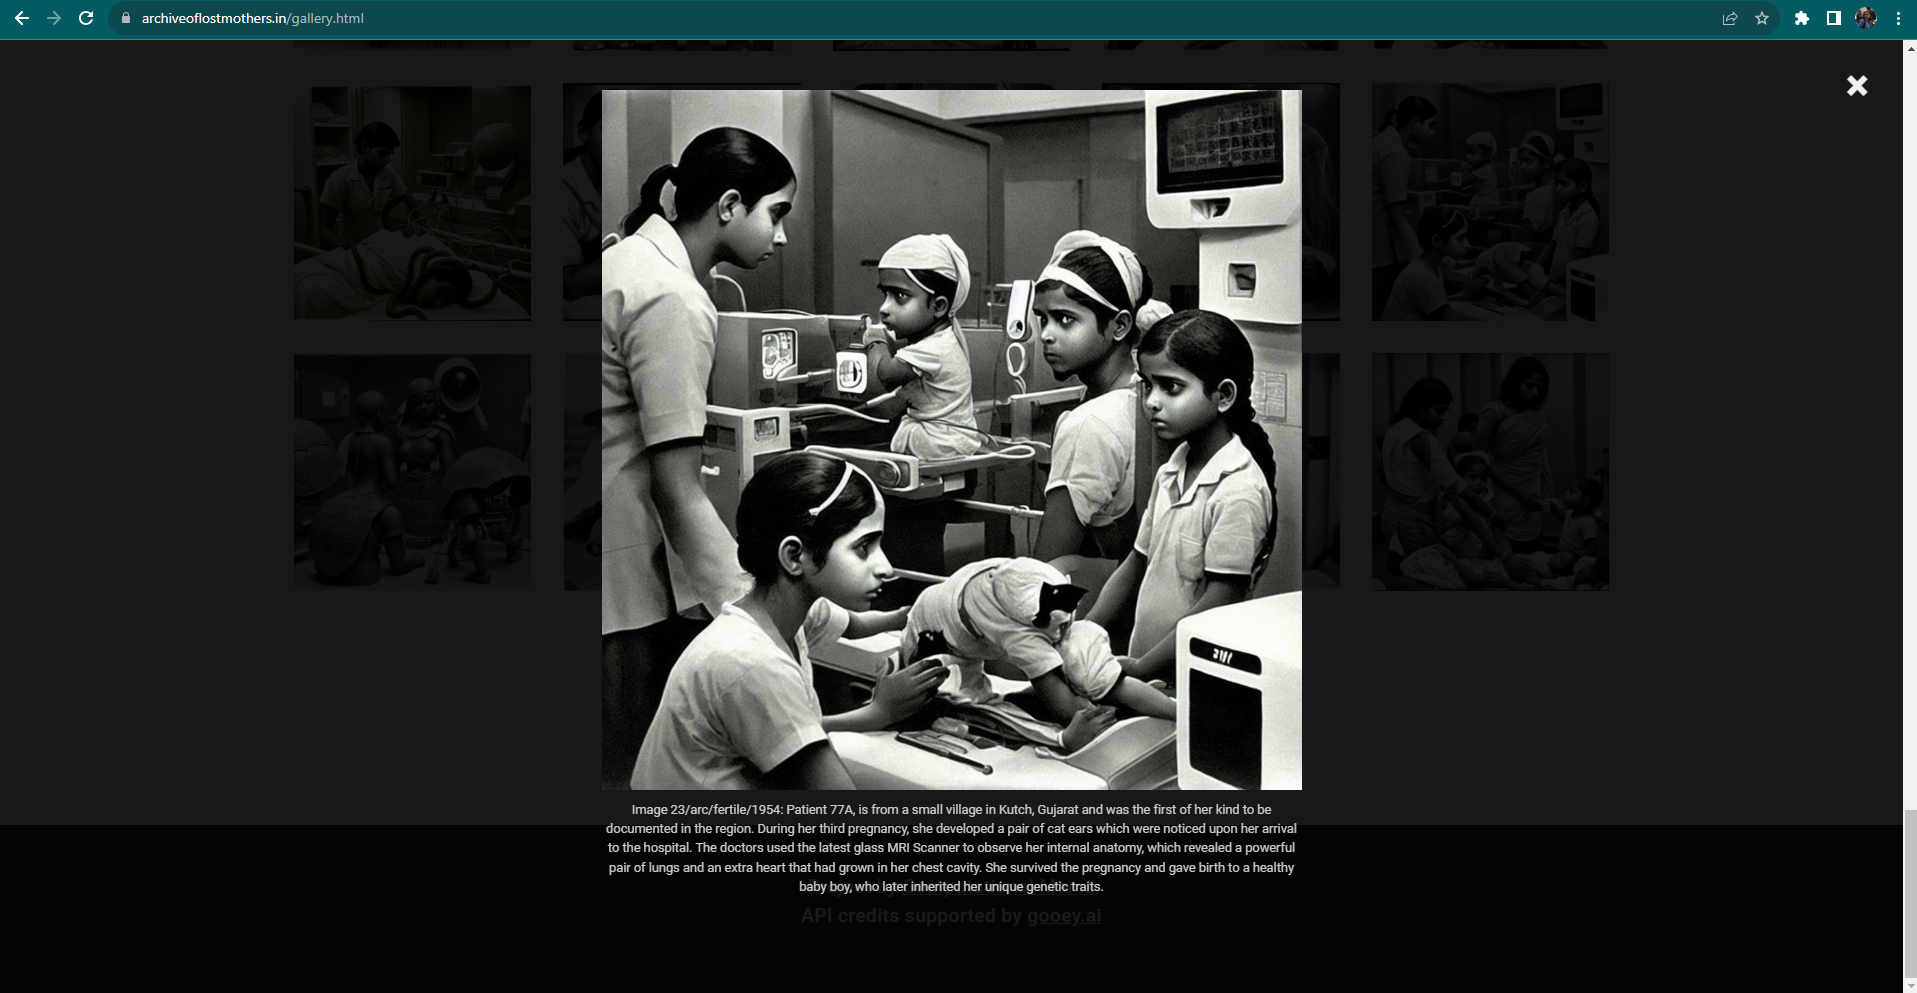 archiveoflostmothers.in/gallery.html
Image 23/arc/fertile/1954: Patient 77A, is from a small village in Kutch, Gujarat and was the first of her kind to be
documented in the region. During her third pregnancy, she developed a pair of cat ears which were noticed upon her arrival
to the hospital. The doctors used the latest glass MRI Scanner to observe her internal anatomy, which revealed a powerful
pair of lungs and an extra heart that had grown in her chest cavity. She survived the pregnancy and gave birth to a healthy
baby boy, who later inherited her unique genetic traits.
API credits supported by gooey.ai